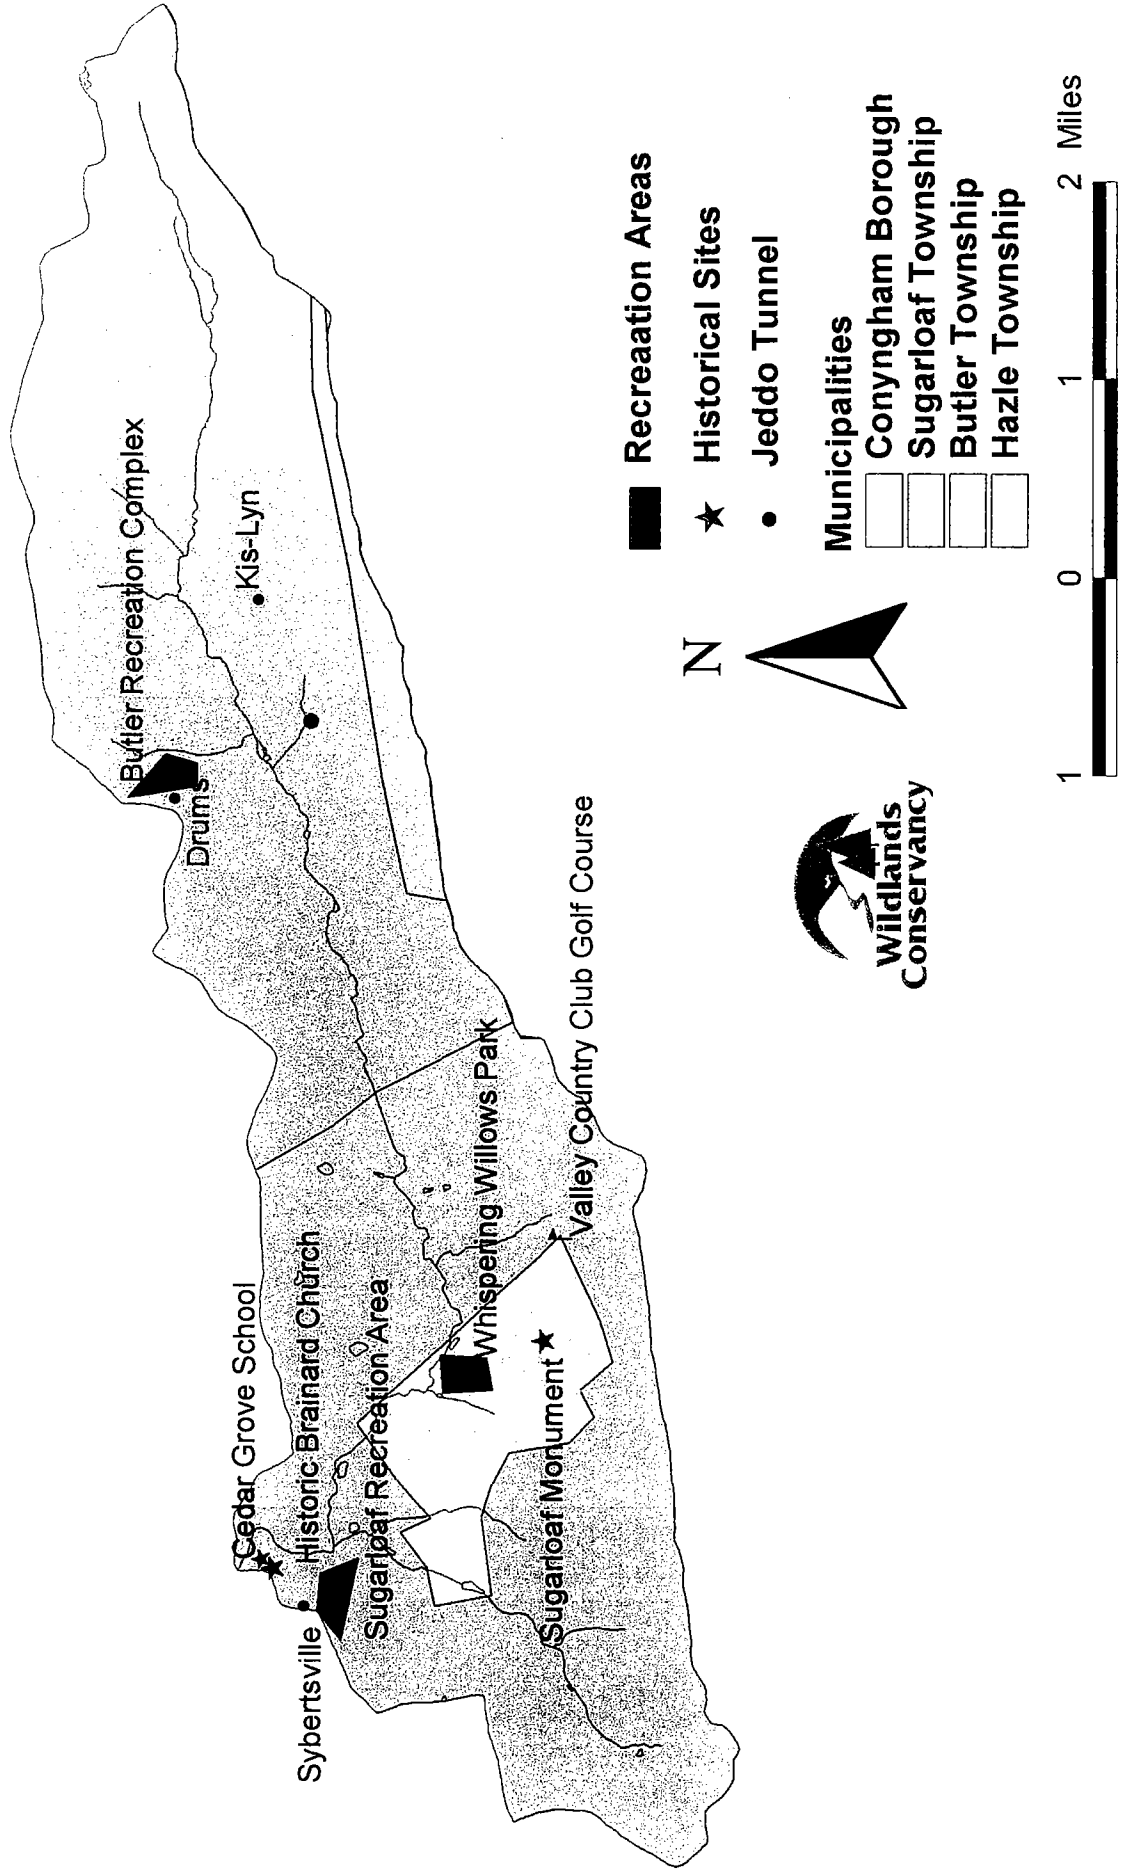 Cedar Grove School
Historic Brainard Church
Sybertsville
Sugarloaf Recreation Area
Sugarloaf Monument
Whispering Willows Park
Valley Country Club Golf Course
Butler Recreation Complex
Drums
Kis-Lyn
Recreaation Areas
Historical Sites
Jeddo Tunnel
Municipalities
Conyngham Borough
Sugarloaf Township
Butler Township
Hazle Township
N
Wildlands
Conservancy
1 0 1 2 Miles